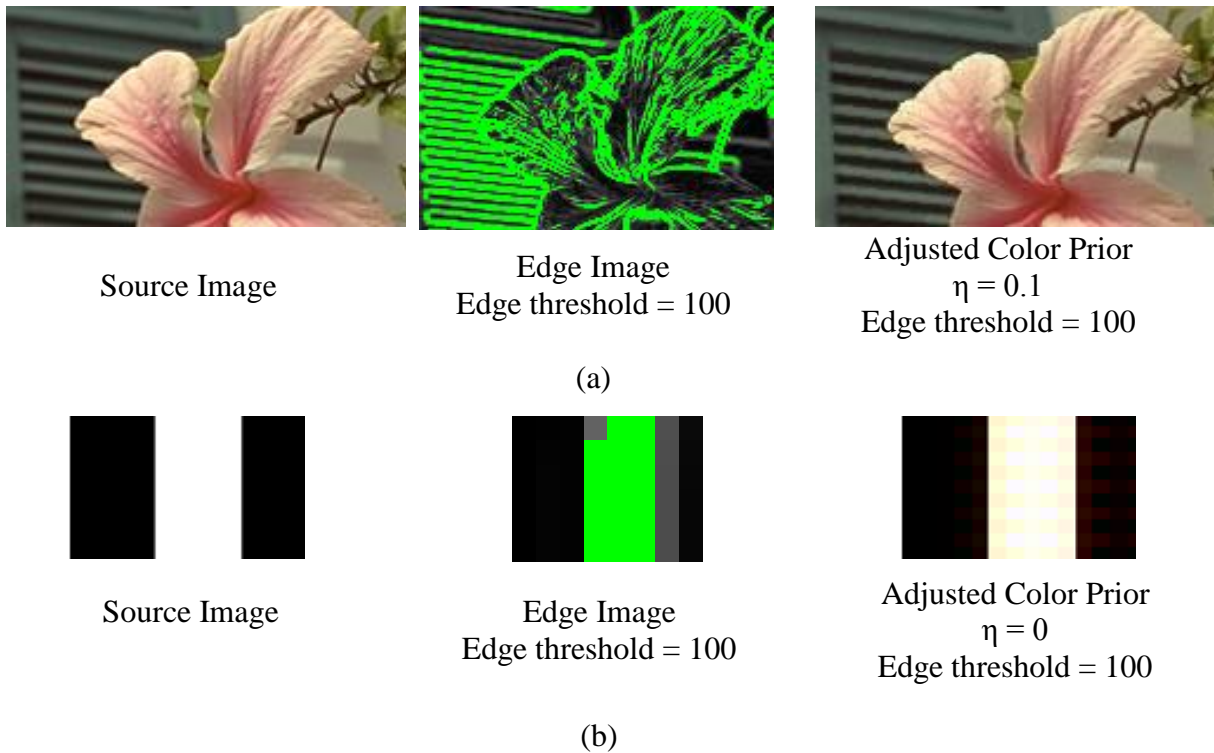 Source Image
Edge Image
Edge threshold = 100
Adjusted Color Prior
η = 0.1
Edge threshold = 100
(a)
Source Image
Edge Image
Edge threshold = 100
Adjusted Color Prior
η = 0
Edge threshold = 100
(b)